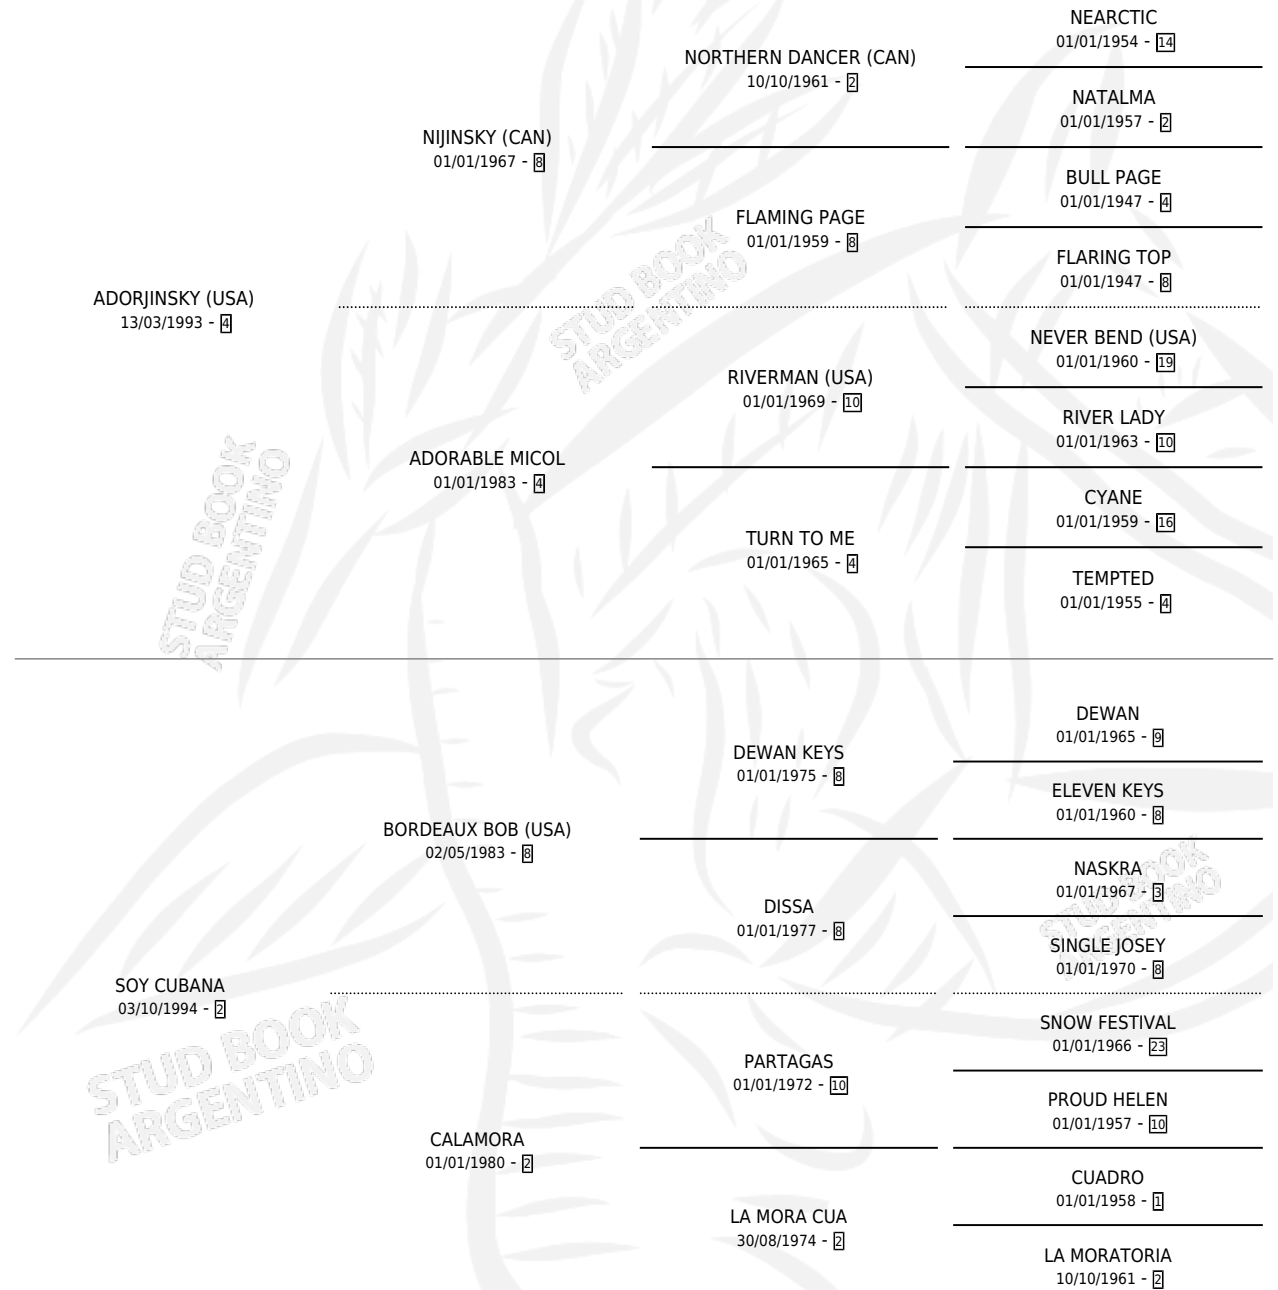 NEARCTIC
01/01/1954 - 14
NORTHERN DANCER (CAN)
10/10/1961 - 2
NATALMA
01/01/1957 - 2
NIJINSKY (CAN)
01/01/1967 - 8
BULL PAGE
01/01/1947 - 4
FLAMING PAGE
01/01/1959 - 8
FLARING TOP
01/01/1947 - 8
ADORJINSKY (USA)
13/03/1993 - 4
NEVER BEND (USA)
01/01/1960 - 19
RIVERMAN (USA)
01/01/1969 - 10
RIVER LADY
01/01/1963 - 10
ADORABLE MICOL
01/01/1983 - 4
CYANE
01/01/1959 - 16
TURN TO ME
01/01/1965 - 4
TEMPTED
01/01/1955 - 4
DEWAN
01/01/1965 - 9
DEWAN KEYS
01/01/1975 - 8
ELEVEN KEYS
01/01/1960 - 8
BORDEAUX BOB (USA)
02/05/1983 - 8
NASKRA
01/01/1967 - 3
DISSA
01/01/1977 - 8
SINGLE JOSEY
01/01/1970 - 8
SOY CUBANA
03/10/1994 - 2
SNOW FESTIVAL
01/01/1966 - 23
PARTAGAS
01/01/1972 - 10
PROUD HELEN
01/01/1957 - 10
CALAMORA
01/01/1980 - 2
CUADRO
01/01/1958 - 1
LA MORA CUA
30/08/1974 - 2
LA MORATORIA
10/10/1961 - 2
STUD BOOK
ARGENTINO
STUD BOOK
ARGENTINO
STUD BOOK
ARGENTINO
STUD BOOK
ARGENTINO